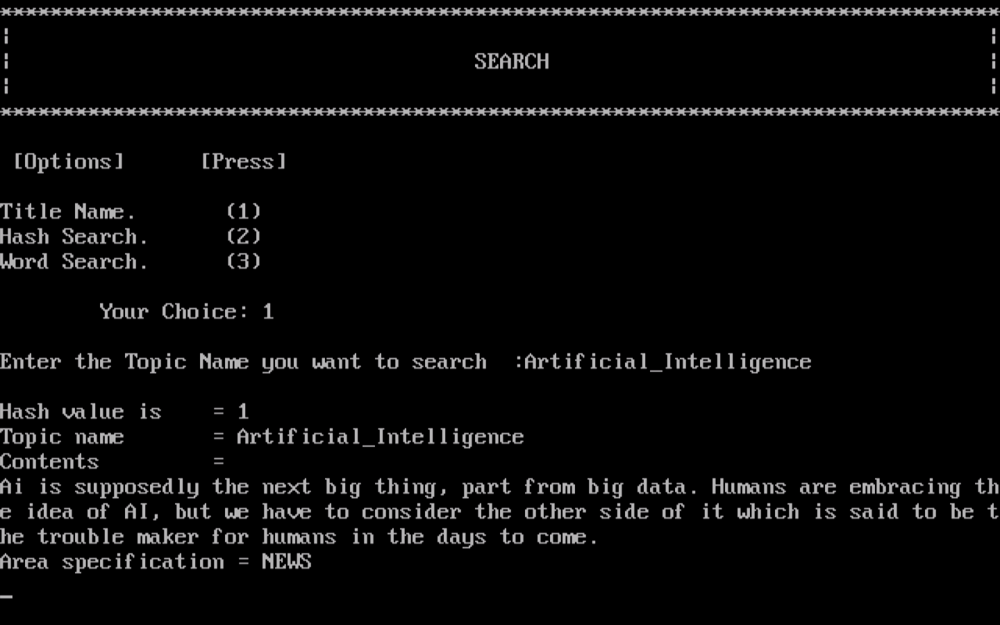 ********************************************************************************
¦                                                                              ¦
¦                                     SEARCH                                   ¦
¦                                                                              ¦
********************************************************************************
[Options]      [Press]
Title Name.       (1)
Hash Search.      (2)
Word Search.      (3)
Your Choice: 1
Enter the Topic Name you want to search  :Artificial_Intelligence
Hash value is    = 1
Topic name       = Artificial_Intelligence
Contents         =
Ai is supposedly the next big thing, part from big data. Humans are embracing th
e idea of AI, but we have to consider the other side of it which is said to be t
he trouble maker for humans in the days to come.
Area specification = NEWS
_